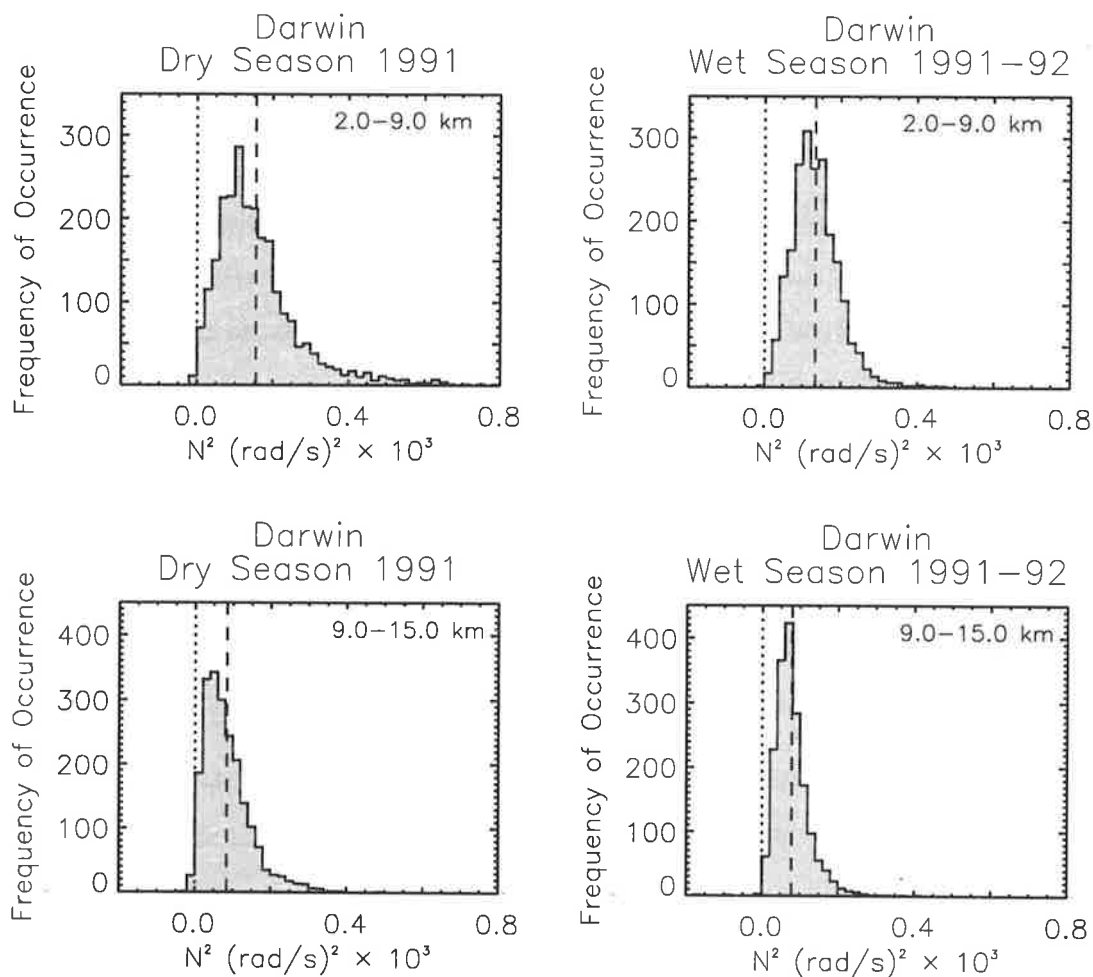 Darwin
Dry Season 1991
Frequency of Occurrence
2.0–9.0 km
300
200
100
0
0.0
0.4
0.8
N² (rad/s)² × 10³
Darwin
Wet Season 1991–92
Frequency of Occurrence
2.0–9.0 km
300
200
100
0
0.0
0.4
0.8
N² (rad/s)² × 10³
Darwin
Dry Season 1991
Frequency of Occurrence
9.0–15.0 km
400
300
200
100
0
0.0
0.4
0.8
N² (rad/s)² × 10³
Darwin
Wet Season 1991–92
Frequency of Occurrence
9.0–15.0 km
400
300
200
100
0
0.0
0.4
0.8
N² (rad/s)² × 10³